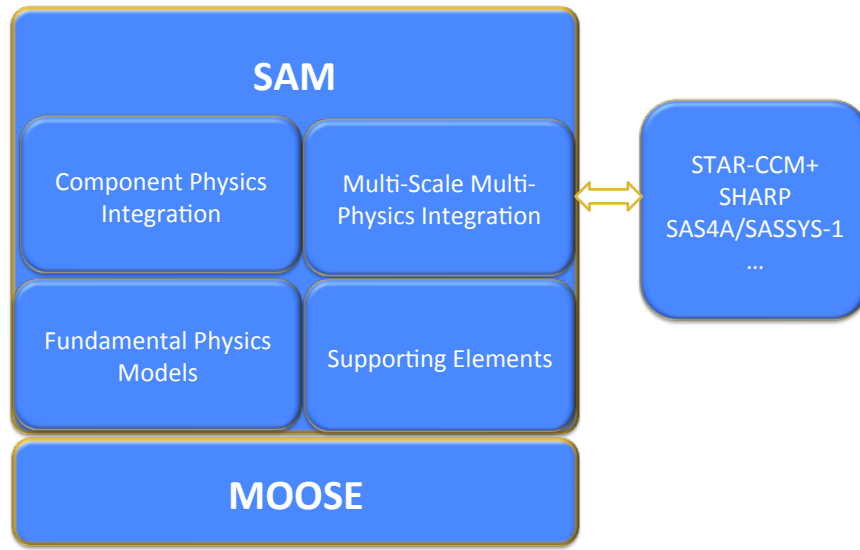 SAM
Component Physics
Integration
Multi-Scale Multi-
Physics Integration
STAR-CCM+
SHARP
SAS4A/SASSYS-1
...
Fundamental Physics
Models
Supporting Elements
MOOSE